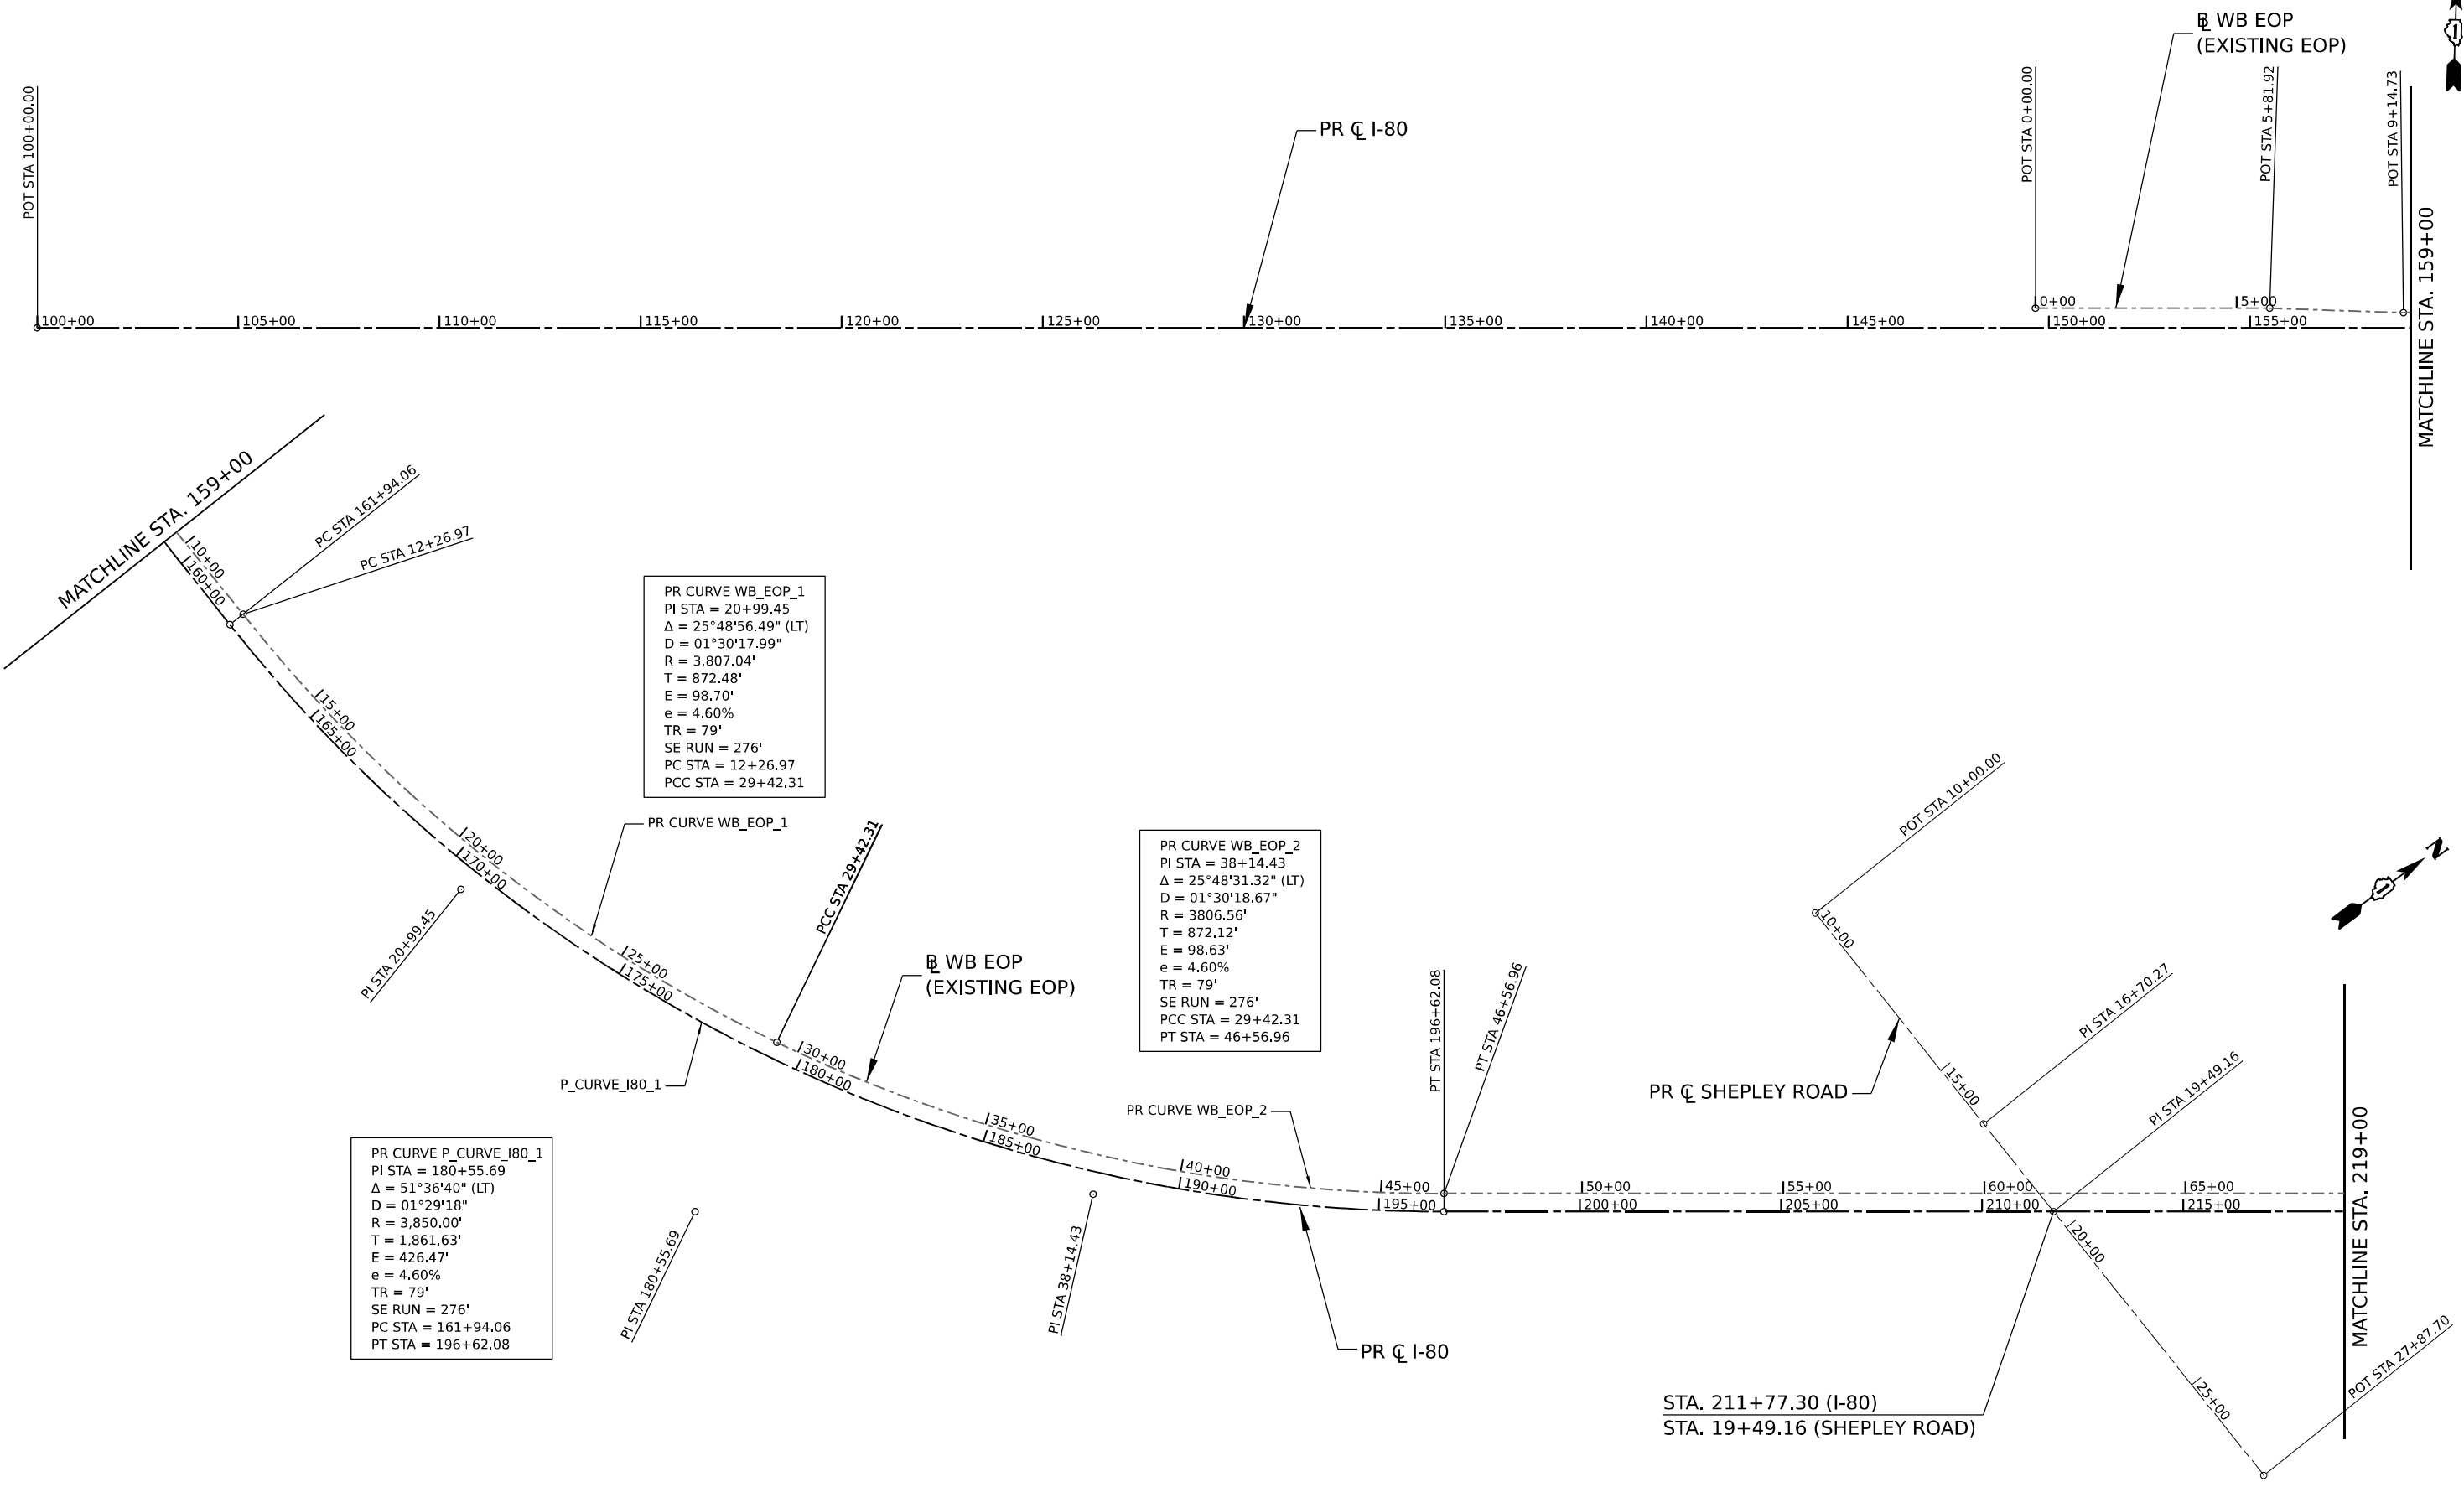 POT STA 100+00.00
PR ℄ I-80
POT STA 0+00.00
POT STA 5+81.92
POT STA 9+14.73
BL WB EOP
(EXISTING EOP)
1
100+00
105+00
110+00
115+00
120+00
125+00
130+00
135+00
140+00
145+00
150+00
155+00
0+00
5+00
MATCHLINE STA. 159+00
MATCHLINE STA. 159+00
PC STA 161+94.06
PC STA 12+26.97
10+00
160+00
15+00
165+00
20+00
170+00
25+00
175+00
30+00
180+00
35+00
185+00
40+00
190+00
45+00
195+00
50+00
200+00
55+00
205+00
60+00
210+00
65+00
215+00
PR CURVE WB_EOP_1
PI STA = 20+99.45
Δ = 25°48'56.49" (LT)
D = 01°30'17.99"
R = 3,807.04'
T = 872.48'
E = 98.70'
e = 4.60%
TR = 79'
SE RUN = 276'
PC STA = 12+26.97
PCC STA = 29+42.31
PR CURVE WB_EOP_1
PI STA 20+99.45
PCC STA 29+42.31
BL WB EOP
(EXISTING EOP)
P_CURVE_I80_1
PR CURVE WB_EOP_2
PI STA = 38+14.43
Δ = 25°48'31.32" (LT)
D = 01°30'18.67"
R = 3806.56'
T = 872.12'
E = 98.63'
e = 4.60%
TR = 79'
SE RUN = 276'
PCC STA = 29+42.31
PT STA = 46+56.96
PR CURVE WB_EOP_2
PT STA 196+62.08
PT STA 46+56.96
PR CURVE P_CURVE_I80_1
PI STA = 180+55.69
Δ = 51°36'40" (LT)
D = 01°29'18"
R = 3,850.00'
T = 1,861.63'
E = 426.47'
e = 4.60%
TR = 79'
SE RUN = 276'
PC STA = 161+94.06
PT STA = 196+62.08
PI STA 180+55.69
PI STA 38+14.43
PR ℄ I-80
POT STA 10+00.00
10+00
PI STA 16+70.27
15+00
PI STA 19+49.16
PR ℄ SHEPLEY ROAD
20+00
25+00
POT STA 27+87.70
STA. 211+77.30 (I-80)
STA. 19+49.16 (SHEPLEY ROAD)
N
1
MATCHLINE STA. 219+00